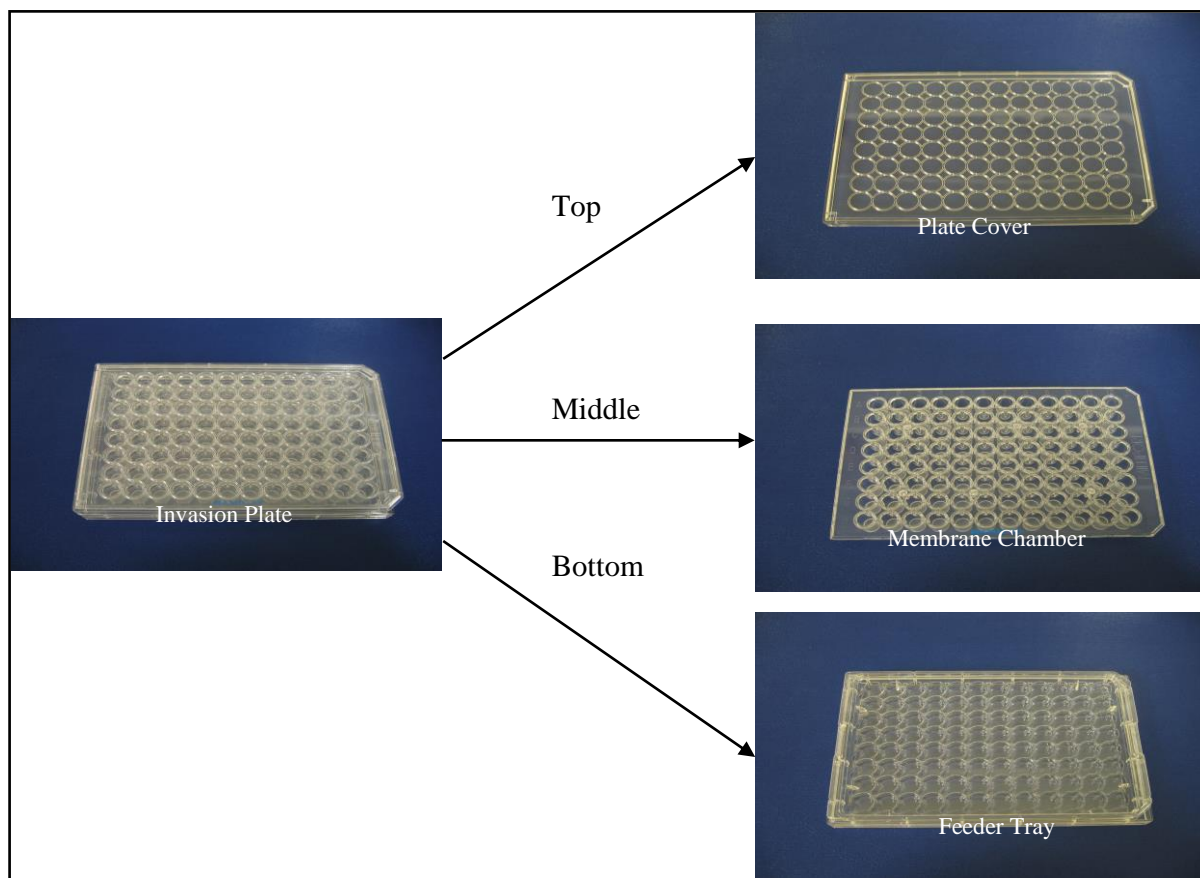 Top
Plate Cover
Middle
Invasion Plate
Membrane Chamber
Bottom
Feeder Tray